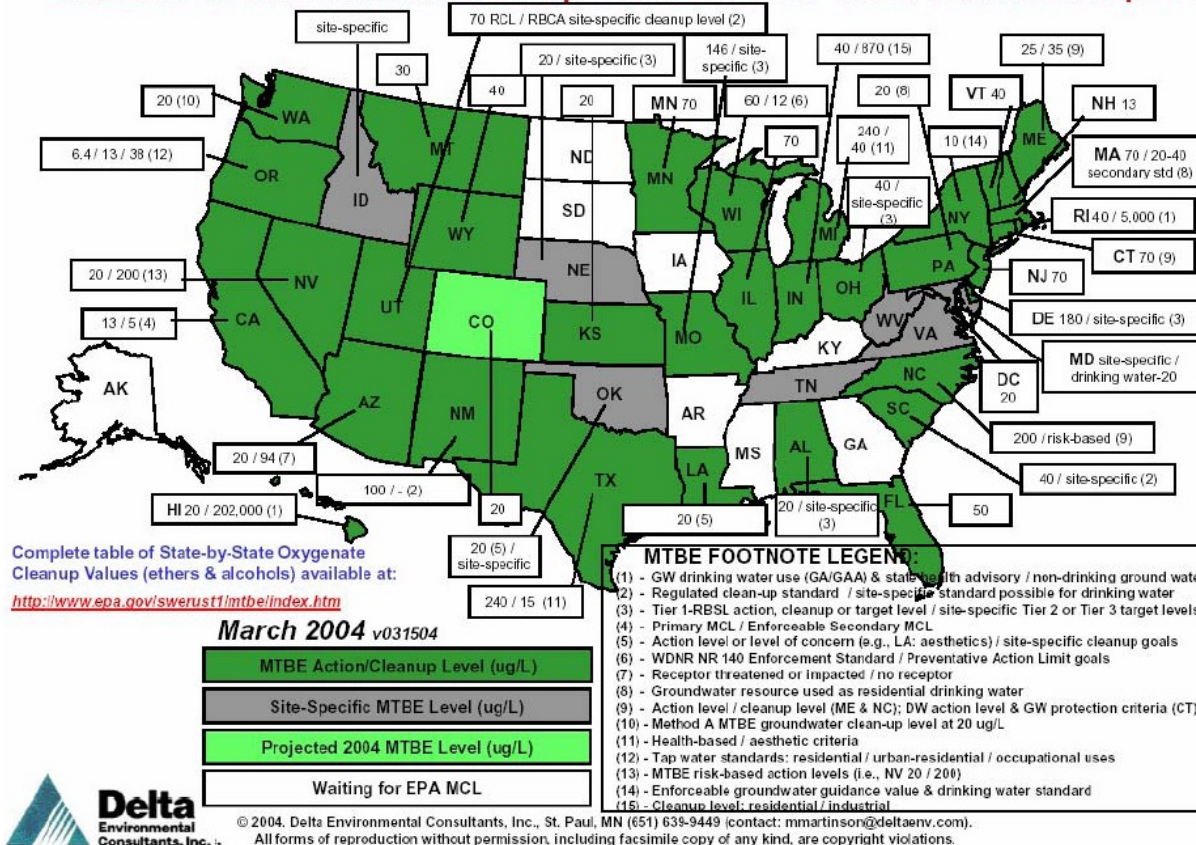 site-specific
70 RCL / RBCA site-specific cleanup level (2)
30
20 / site-specific (3)
146 / site-
specific (3)
40 / 870 (15)
25 / 35 (9)
20 (10)
40
20
MN 70
60 / 12 (6)
20 (8)
VT 40
NH 13
6.4 / 13 / 38 (12)
70
240 /
40 (11)
10 (14)
MA 70 / 20-40
secondary std (8)
40 /
site-specific
(3)
RI 40 / 5,000 (1)
CT 70 (9)
NJ 70
20 / 200 (13)
DE 180 / site-specific (3)
13 / 5 (4)
MD site-specific /
drinking water-20
DC
20
200 / risk-based (9)
20 / 94 (7)
40 / site-specific (2)
100 / - (2)
HI 20 / 202,000 (1)
20
20 (5)
20 / site-specific
(3)
50
20 (5) /
site-specific
240 / 15 (11)
WA
OR
ID
MT
ND
SD
MN
WI
MI
ME
NY
PA
WY
NE
IA
IL
IN
OH
NV
UT
CO
KS
MO
KY
WV
VA
CA
AZ
NM
OK
AR
TN
NC
SC
AK
TX
LA
MS
AL
GA
FL
Complete table of State-by-State Oxygenate
Cleanup Values (ethers & alcohols) available at:
http://www.epa.gov/swerust1/mtbe/index.htm
March 2004 v031504
MTBE Action/Cleanup Level (ug/L)
Site-Specific MTBE Level (ug/L)
Projected 2004 MTBE Level (ug/L)
Waiting for EPA MCL
MTBE FOOTNOTE LEGEND:
(1) - GW drinking water use (GA/GAA) & state health advisory / non-drinking ground
(2) - Regulated clean-up standard / site-specific standard possible for drinking water
(3) - Tier 1-RBSL action, cleanup or target level / site-specific Tier 2 or Tier 3 target levels
(4) - Primary MCL / Enforceable Secondary MCL
(5) - Action level or level of concern (e.g., LA: aesthetics) / site-specific cleanup goals
(6) - WDNR NR 140 Enforcement Standard / Preventative Action Limit goals
(7) - Receptor threatened or impacted / no receptor
(8) - Groundwater resource used as residential drinking water
(9) - Action level / cleanup level (ME & NC); DW action level & GW protection criteria (CT)
(10) - Method A MTBE groundwater clean-up level at 20 ug/L
(11) - Health-based / aesthetic criteria
(12) - Tap water standards: residential / urban-residential / occupational uses
(13) - MTBE risk-based action levels (i.e., NV 20 / 200)
(14) - Enforceable groundwater guidance value & drinking water standard
(15) - Cleanup level: residential / industrial
Delta
Environmental
Consultants, Inc.
© 2004, Delta Environmental Consultants, Inc., St. Paul, MN (651) 639-9449 (contact: mmartinson@deltaenv.com).
All forms of reproduction without permission, including facsimile copy of any kind, are copyright violations.